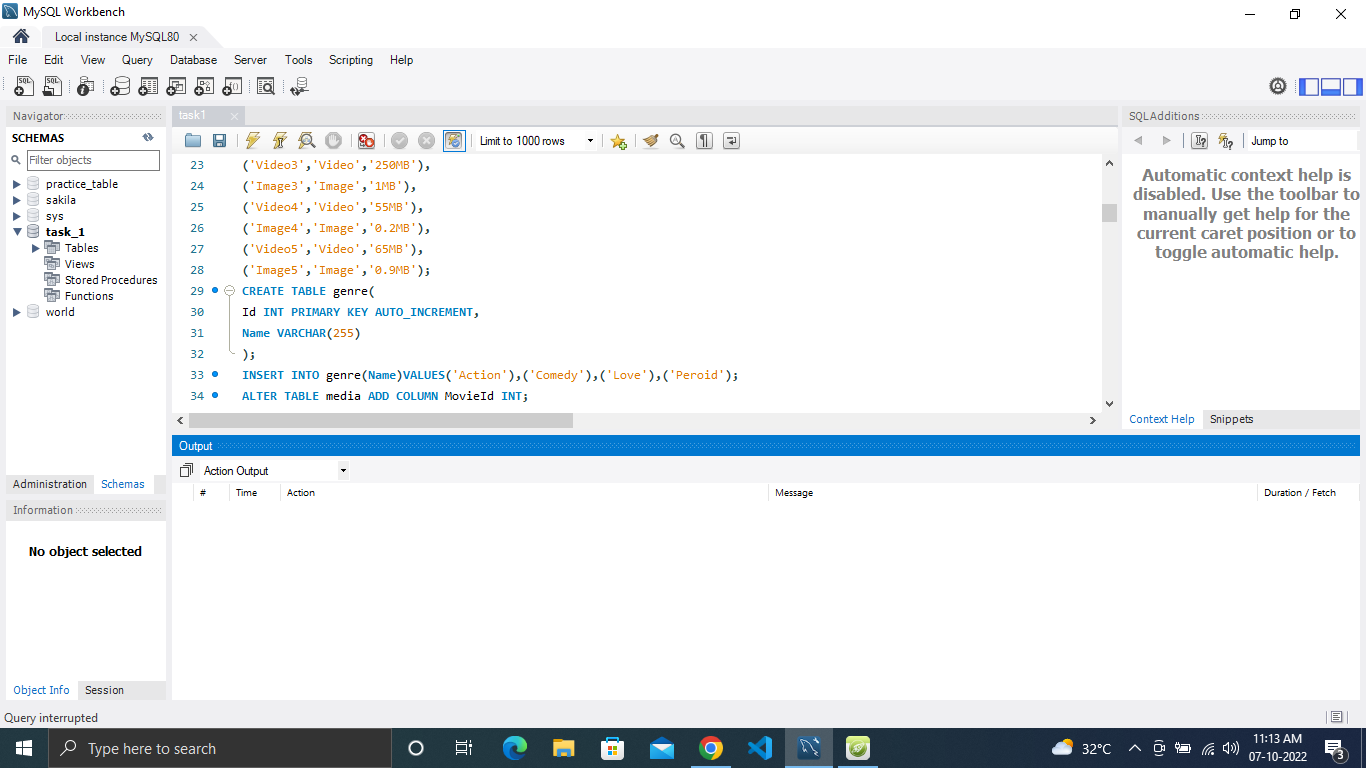 MySQL Workbench
Local instance MySQL80
File Edit View Query Database Server Tools Scripting Help
Navigator
SCHEMAS
Filter objects
practice_table
sakila
sys
task_1
Tables
Views
Stored Procedures
Functions
world
Administration Schemas
Information
No object selected
Object Info Session
task1
Limit to 1000 rows
23 ('Video3','Video','250MB'),
24 ('Image3','Image','1MB'),
25 ('Video4','Video','55MB'),
26 ('Image4','Image','0.2MB'),
27 ('Video5','Video','65MB'),
28 ('Image5','Image','0.9MB');
29 CREATE TABLE genre(
30 Id INT PRIMARY KEY AUTO_INCREMENT,
31 Name VARCHAR(255)
32 );
33 INSERT INTO genre(Name)VALUES('Action'),('Comedy'),('Love'),('Peroid');
34 ALTER TABLE media ADD COLUMN MovieId INT;
SQLAdditions
Jump to
Automatic context help is
disabled. Use the toolbar to
manually get help for the
current caret position or to
toggle automatic help.
Context Help Snippets
Output
Action Output
# Time Action Message Duration / Fetch
Query interrupted
Type here to search
32°C
11:13 AM
07-10-2022
3